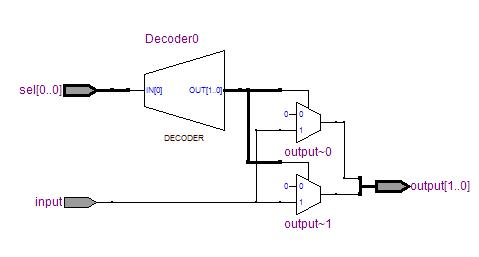 Decoder0
sel[0..0]
IN[0]
OUT[1..0]
DECODER
0
0
1
output~0
output[1..0]
0
0
1
input
output~1